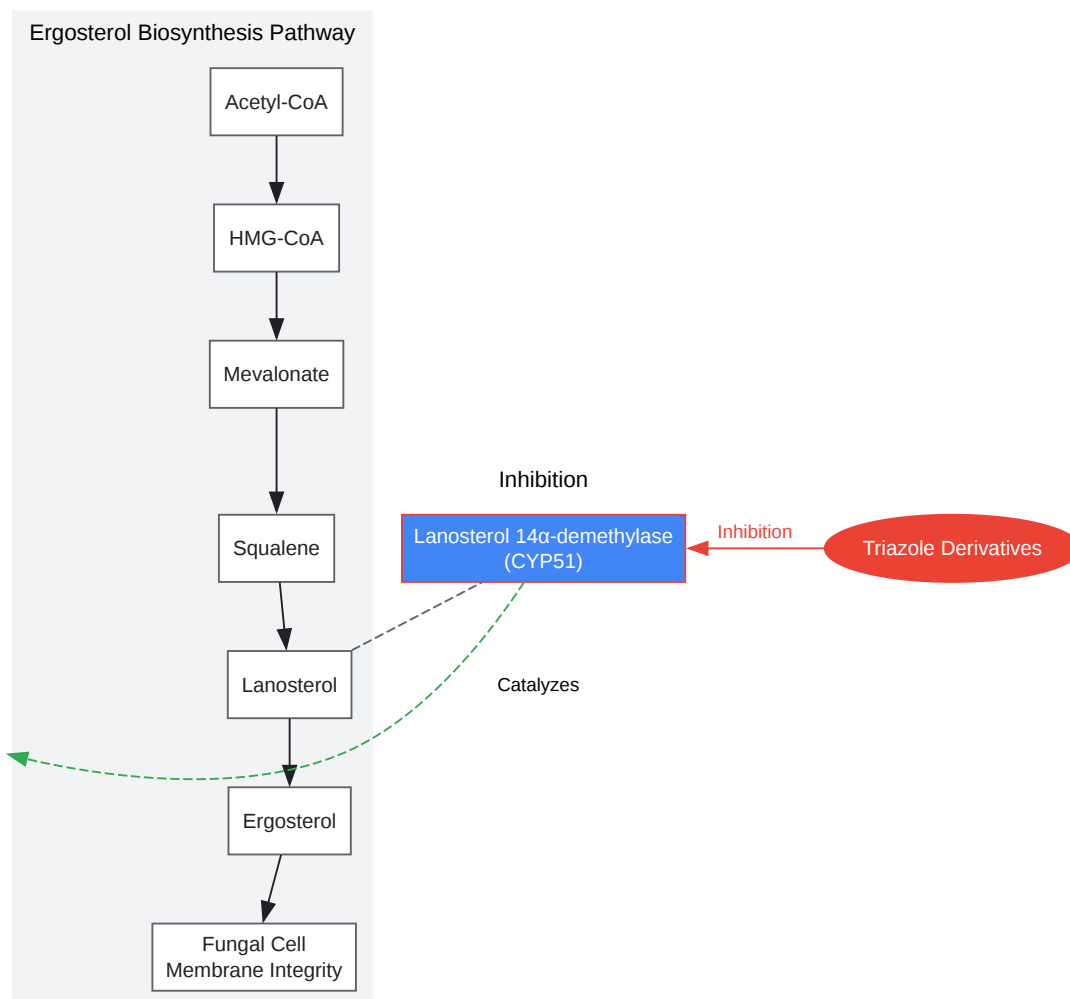 Ergosterol Biosynthesis Pathway
Acetyl-CoA
HMG-CoA
Mevalonate
Inhibition
Squalene
Lanosterol 14α-demethylase
(CYP51)
Inhibition
Triazole Derivatives
Lanosterol
Catalyzes
Ergosterol
Fungal Cell
Membrane Integrity